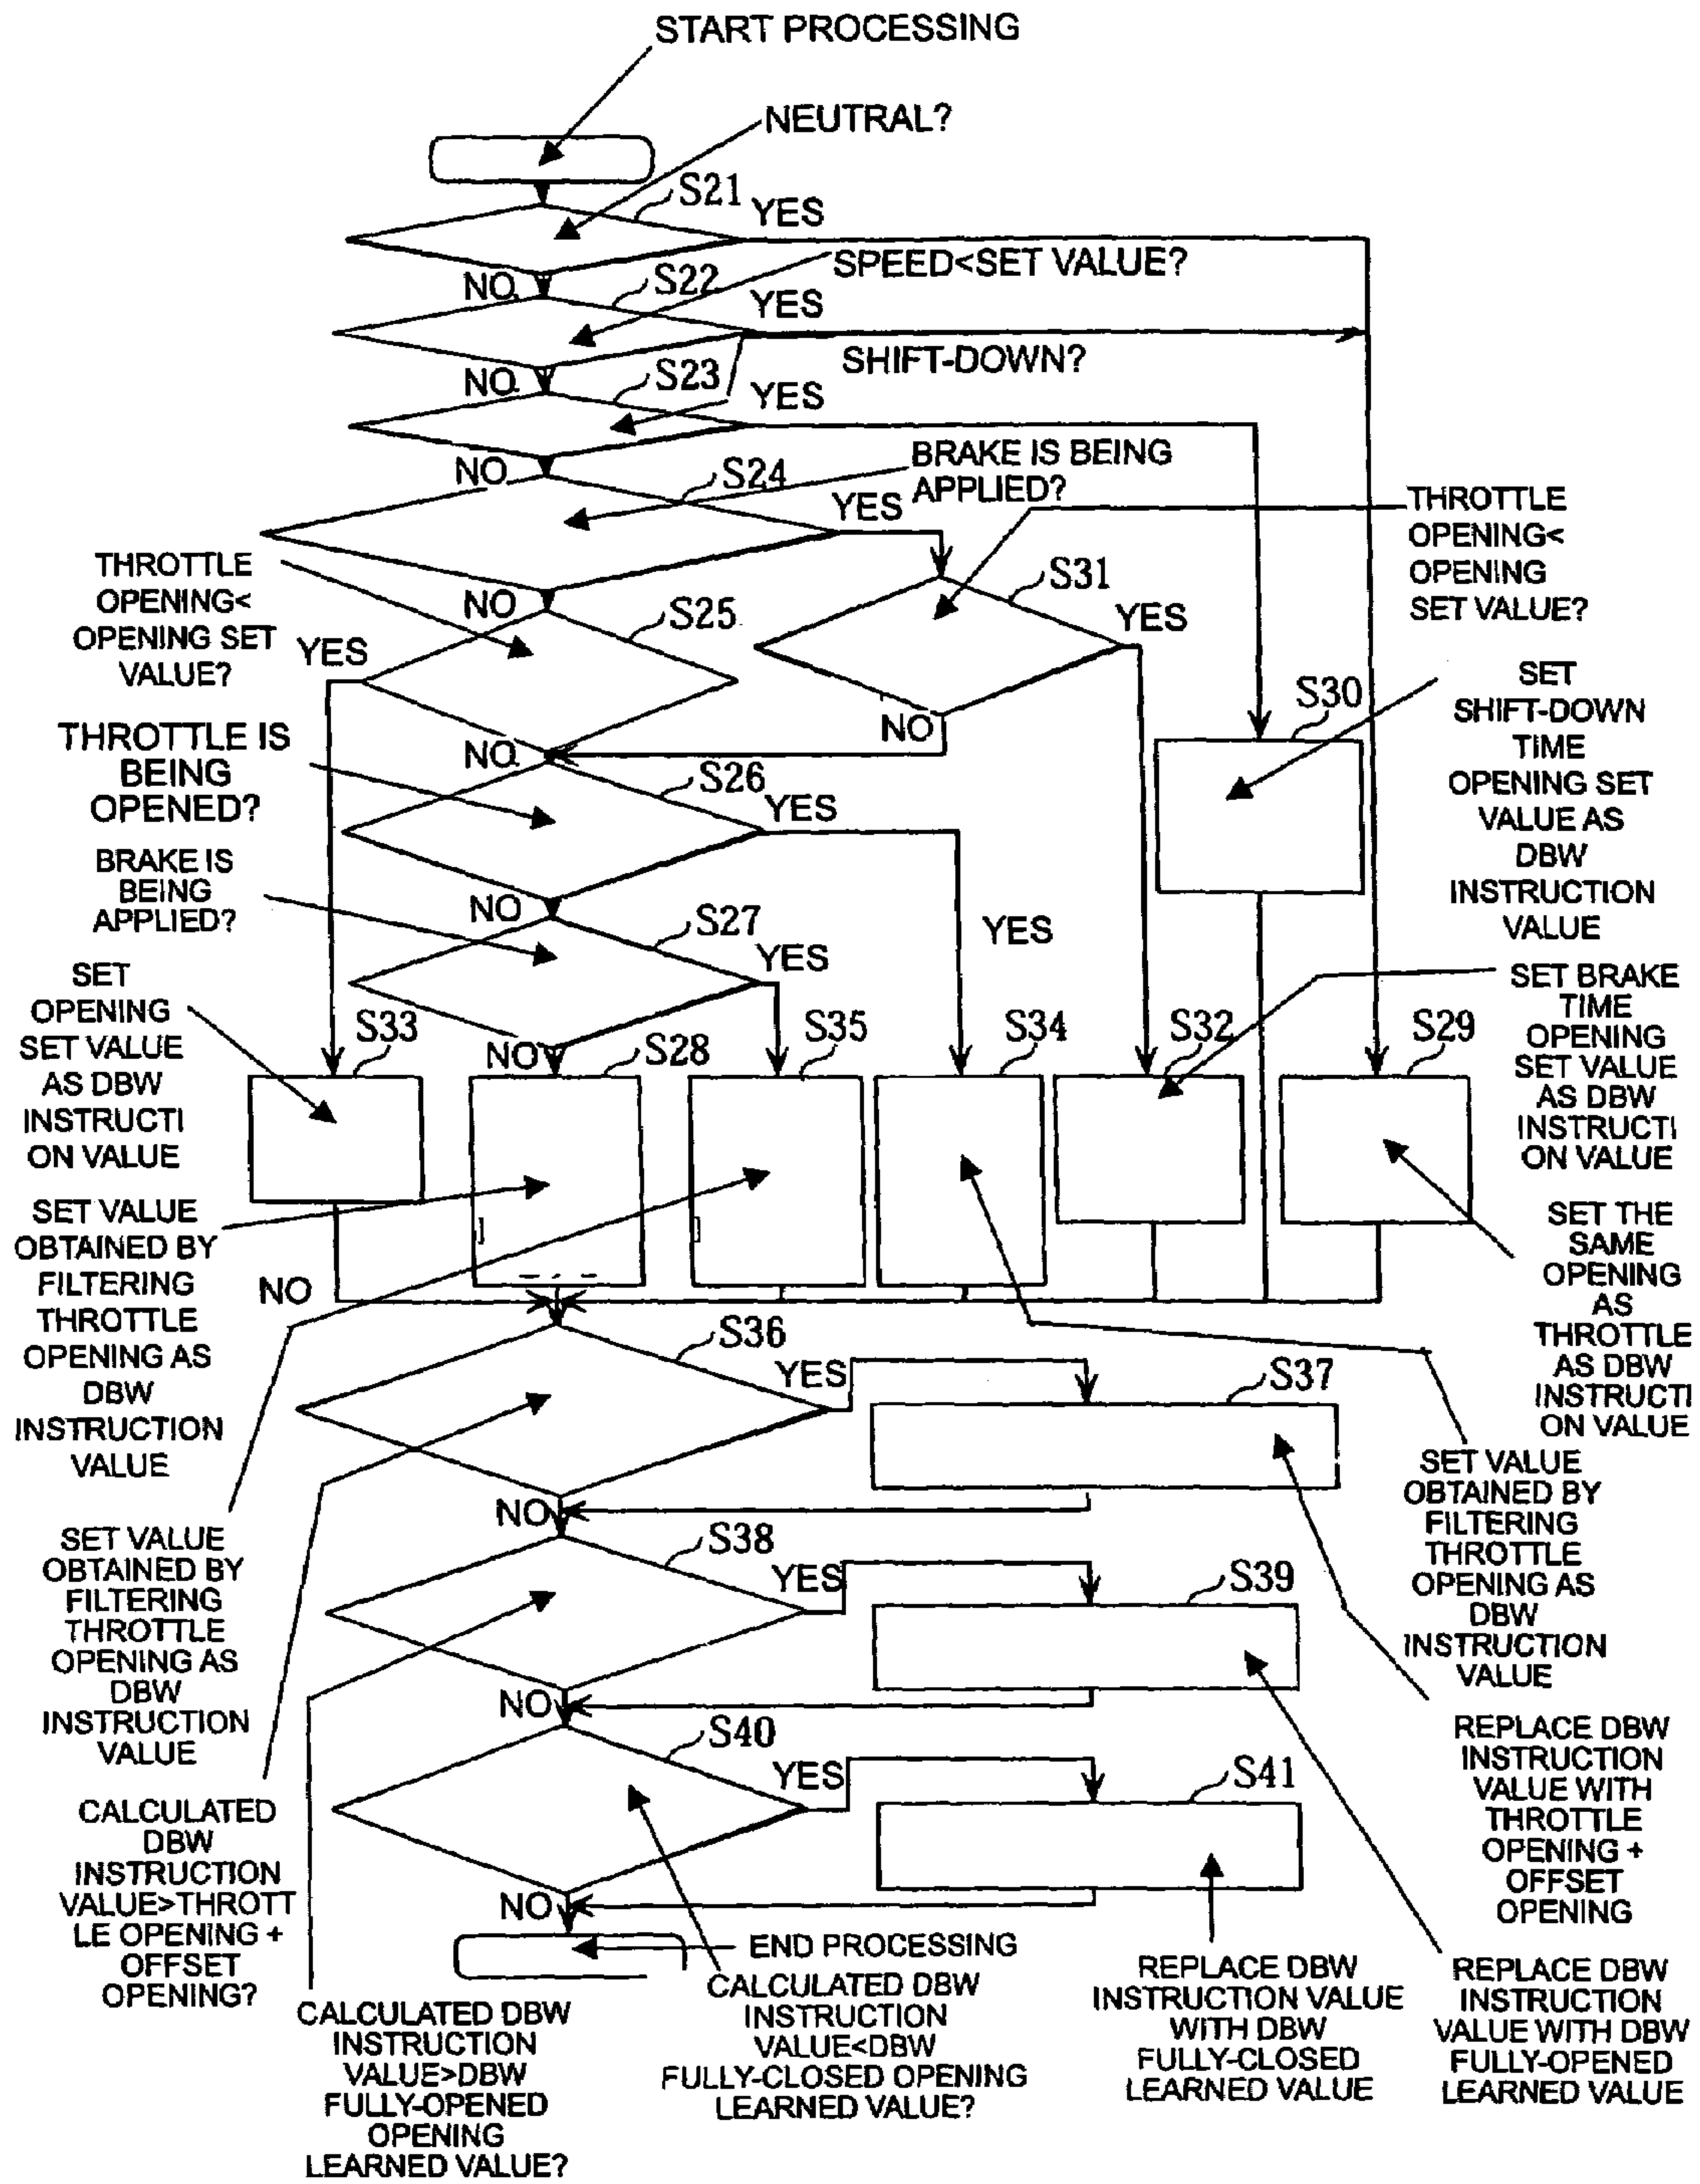 START PROCESSING
NEUTRAL?
S21
YES
NO
SPEED<SET VALUE?
S22
YES
NO
SHIFT-DOWN?
S23
YES
NO
BRAKE IS BEING
APPLIED?
S24
YES
NO
THROTTLE
OPENING<
OPENING SET
VALUE?
S25
YES
NO
THROTTLE
OPENING<
OPENING
SET VALUE?
S31
YES
NO
SET
SHIFT-DOWN
TIME
OPENING SET
VALUE AS
DBW
INSTRUCTION
VALUE
S30
THROTTLE IS
BEING
OPENED?
S26
YES
NO
YES
BRAKE IS
BEING
APPLIED?
S27
YES
NO
SET
OPENING
SET VALUE
AS DBW
INSTRUCTI
ON VALUE
S33
S28
S35
S34
S32
S29
SET BRAKE
TIME
OPENING
SET VALUE
AS DBW
INSTRUCTI
ON VALUE
SET VALUE
OBTAINED BY
FILTERING
THROTTLE
OPENING AS
DBW
INSTRUCTION
VALUE
NO
SET THE
SAME
OPENING
AS
THROTTLE
AS DBW
INSTRUCTI
ON VALUE
S36
YES
NO
S37
SET VALUE
OBTAINED BY
FILTERING
THROTTLE
OPENING AS
DBW
INSTRUCTION
VALUE
SET VALUE
OBTAINED BY
FILTERING
THROTTLE
OPENING AS
DBW
INSTRUCTION
VALUE
S38
YES
NO
S39
REPLACE DBW
INSTRUCTION
VALUE WITH
THROTTLE
OPENING +
OFFSET
OPENING
S40
YES
NO
S41
CALCULATED
DBW
INSTRUCTION
VALUE>THROTT
LE OPENING +
OFFSET
OPENING?
END PROCESSING
CALCULATED DBW
INSTRUCTION
VALUE>DBW
FULLY-OPENED
OPENING
LEARNED VALUE?
CALCULATED DBW
INSTRUCTION
VALUE<DBW
FULLY-CLOSED OPENING
LEARNED VALUE?
REPLACE DBW
INSTRUCTION VALUE
WITH DBW
FULLY-CLOSED
LEARNED VALUE
REPLACE DBW
INSTRUCTION
VALUE WITH DBW
FULLY-OPENED
LEARNED VALUE